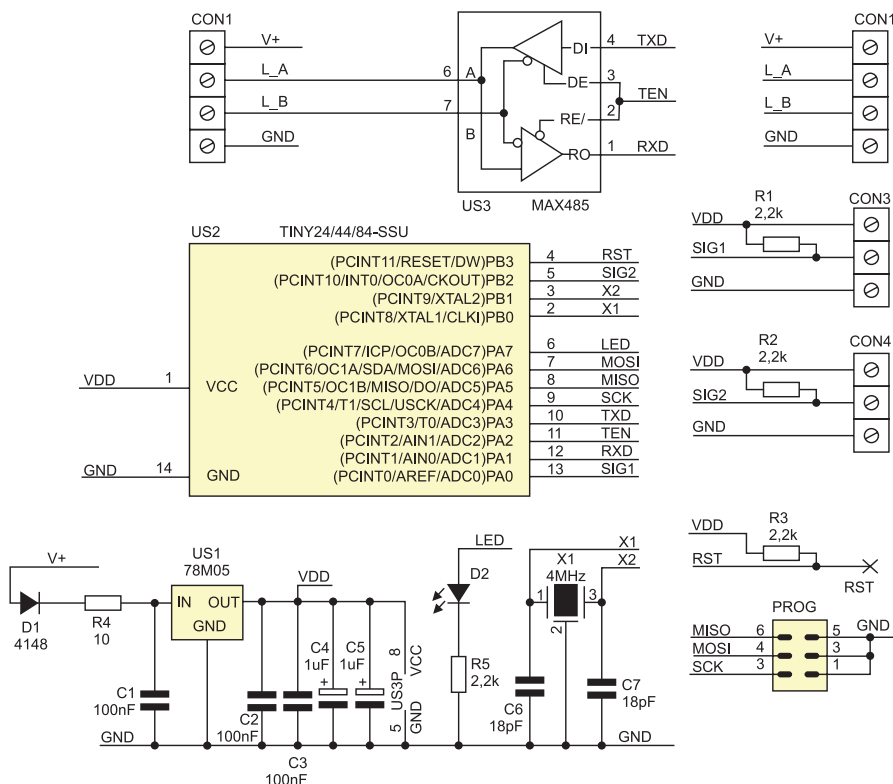 CON1
V+
L_A
L_B
GND
6 A
7 B
DI 4 TXD
DE 3
TEN
RE/ 2
RO 1 RXD
US3 MAX485
CON1
V+
L_A
L_B
GND
US2 TINY24/44/84-SSU
VDD 1 VCC
GND 14 GND
(PCINT11/RESET/DW)PB3 4 RST
(PCINT10/INT0/OC0A/CKOUT)PB2 5 SIG2
(PCINT9/XTAL2)PB1 3 X2
(PCINT8/XTAL1/CLKI)PB0 2 X1
(PCINT7/ICP/OC0B/ADC7)PA7 6 LED
(PCINT6/OC1A/SDA/MOSI/ADC6)PA6 7 MOSI
(PCINT5/OC1B/MISO/DO/ADC5)PA5 8 MISO
(PCINT4/T1/SCL/USCK/ADC4)PA4 9 SCK
(PCINT3/T0/ADC3)PA3 10 TXD
(PCINT2/AIN1/ADC2)PA2 11 TEN
(PCINT1/AIN0/ADC1)PA1 12 RXD
(PCINT0/AREF/ADC0)PA0 13 SIG1
R1
2,2k
CON3
VDD
SIG1
GND
R2
2,2k
CON4
VDD
SIG2
GND
R3
2,2k
VDD
RST
RST
PROG
MISO 6 5 GND
MOSI 4 3
SCK 3 1
V+
D1
4148
R4
10
US1
78M05
IN OUT
GND
VDD
C1
100nF
C2
100nF
C3
100nF
C4
1uF
+
C5
1uF
+
US3P
8 VCC
5 GND
LED
D2
R5
2,2k
X1
X2
X1
4MHz
1 3
2
C6
18pF
C7
18pF
GND
GND